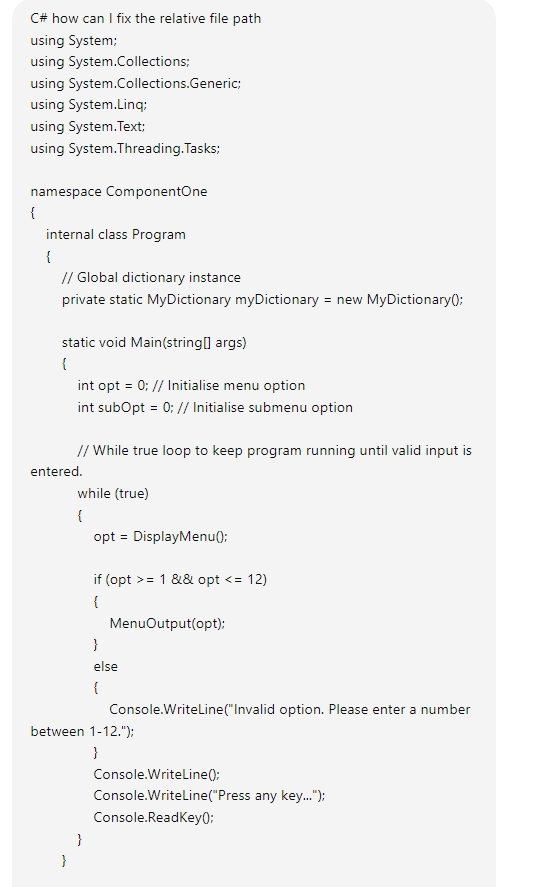 C# how can I fix the relative file path
using System;
using System.Collections;
using System.Collections.Generic;
using System.Linq;
using System.Text;
using System.Threading.Tasks;

namespace ComponentOne
{
    internal class Program
    {
        // Global dictionary instance
        private static MyDictionary myDictionary = new MyDictionary();

        static void Main(string[] args)
        {
            int opt = 0; // Initialise menu option
            int subOpt = 0; // Initialise submenu option

            // While true loop to keep program running until valid input is
entered.
            while (true)
            {
                opt = DisplayMenu();

                if (opt >= 1 && opt <= 12)
                {
                    MenuOutput(opt);
                }
                else
                {
                    Console.WriteLine("Invalid option. Please enter a number
between 1-12.");
                }
                Console.WriteLine();
                Console.WriteLine("Press any key...");
                Console.ReadKey();
            }
        }